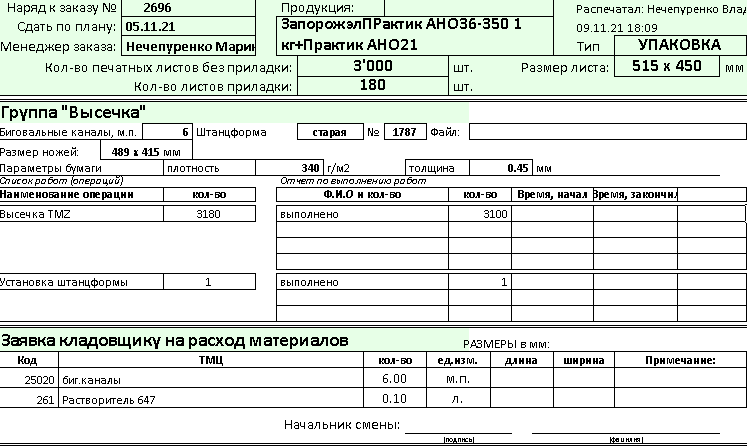 Наряд к заказу № 2696 Продукция: Распечатал: Нечепуренко Влад
Сдать по плану: 05.11.21 ЗапорожэлПРактик АНО36-350 1 09.11.21 18:09
Менеджер заказа: Нечепуренко Марин кг+Практик АНО21 Тип УПАКОВКА
Кол-во печатных листов без приладки: 3'000 шт. Размер листа: 515 x 450 мм
Кол-во листов приладки: 180 шт.
Группа "Высечка"
Биговальные каналы, м.п. 6 Штанцформа старая № 1787 Файл:
Размер ножей: 489 x 415 мм
Параметры бумаги плотность 340 г/м2 толщина 0.45 мм
Список работ (операций) Отчет по выполнению работ
Наименование операции кол-во Ф.И.О и кол-во кол-во Время, начал Время, закончил
Высечка TMZ 3180 выполнено 3100
Установка штанцформы 1 выполнено 1
Заявка кладовщику на расход материалов РАЗМЕРЫ в мм:
Код ТМЦ кол-во ед.изм. длина ширина Примечание:
25020 биг.каналы 6.00 м.п.
261 Растворитель 647 0.10 л.
Начальник смены:
(подпись) (фамилия)